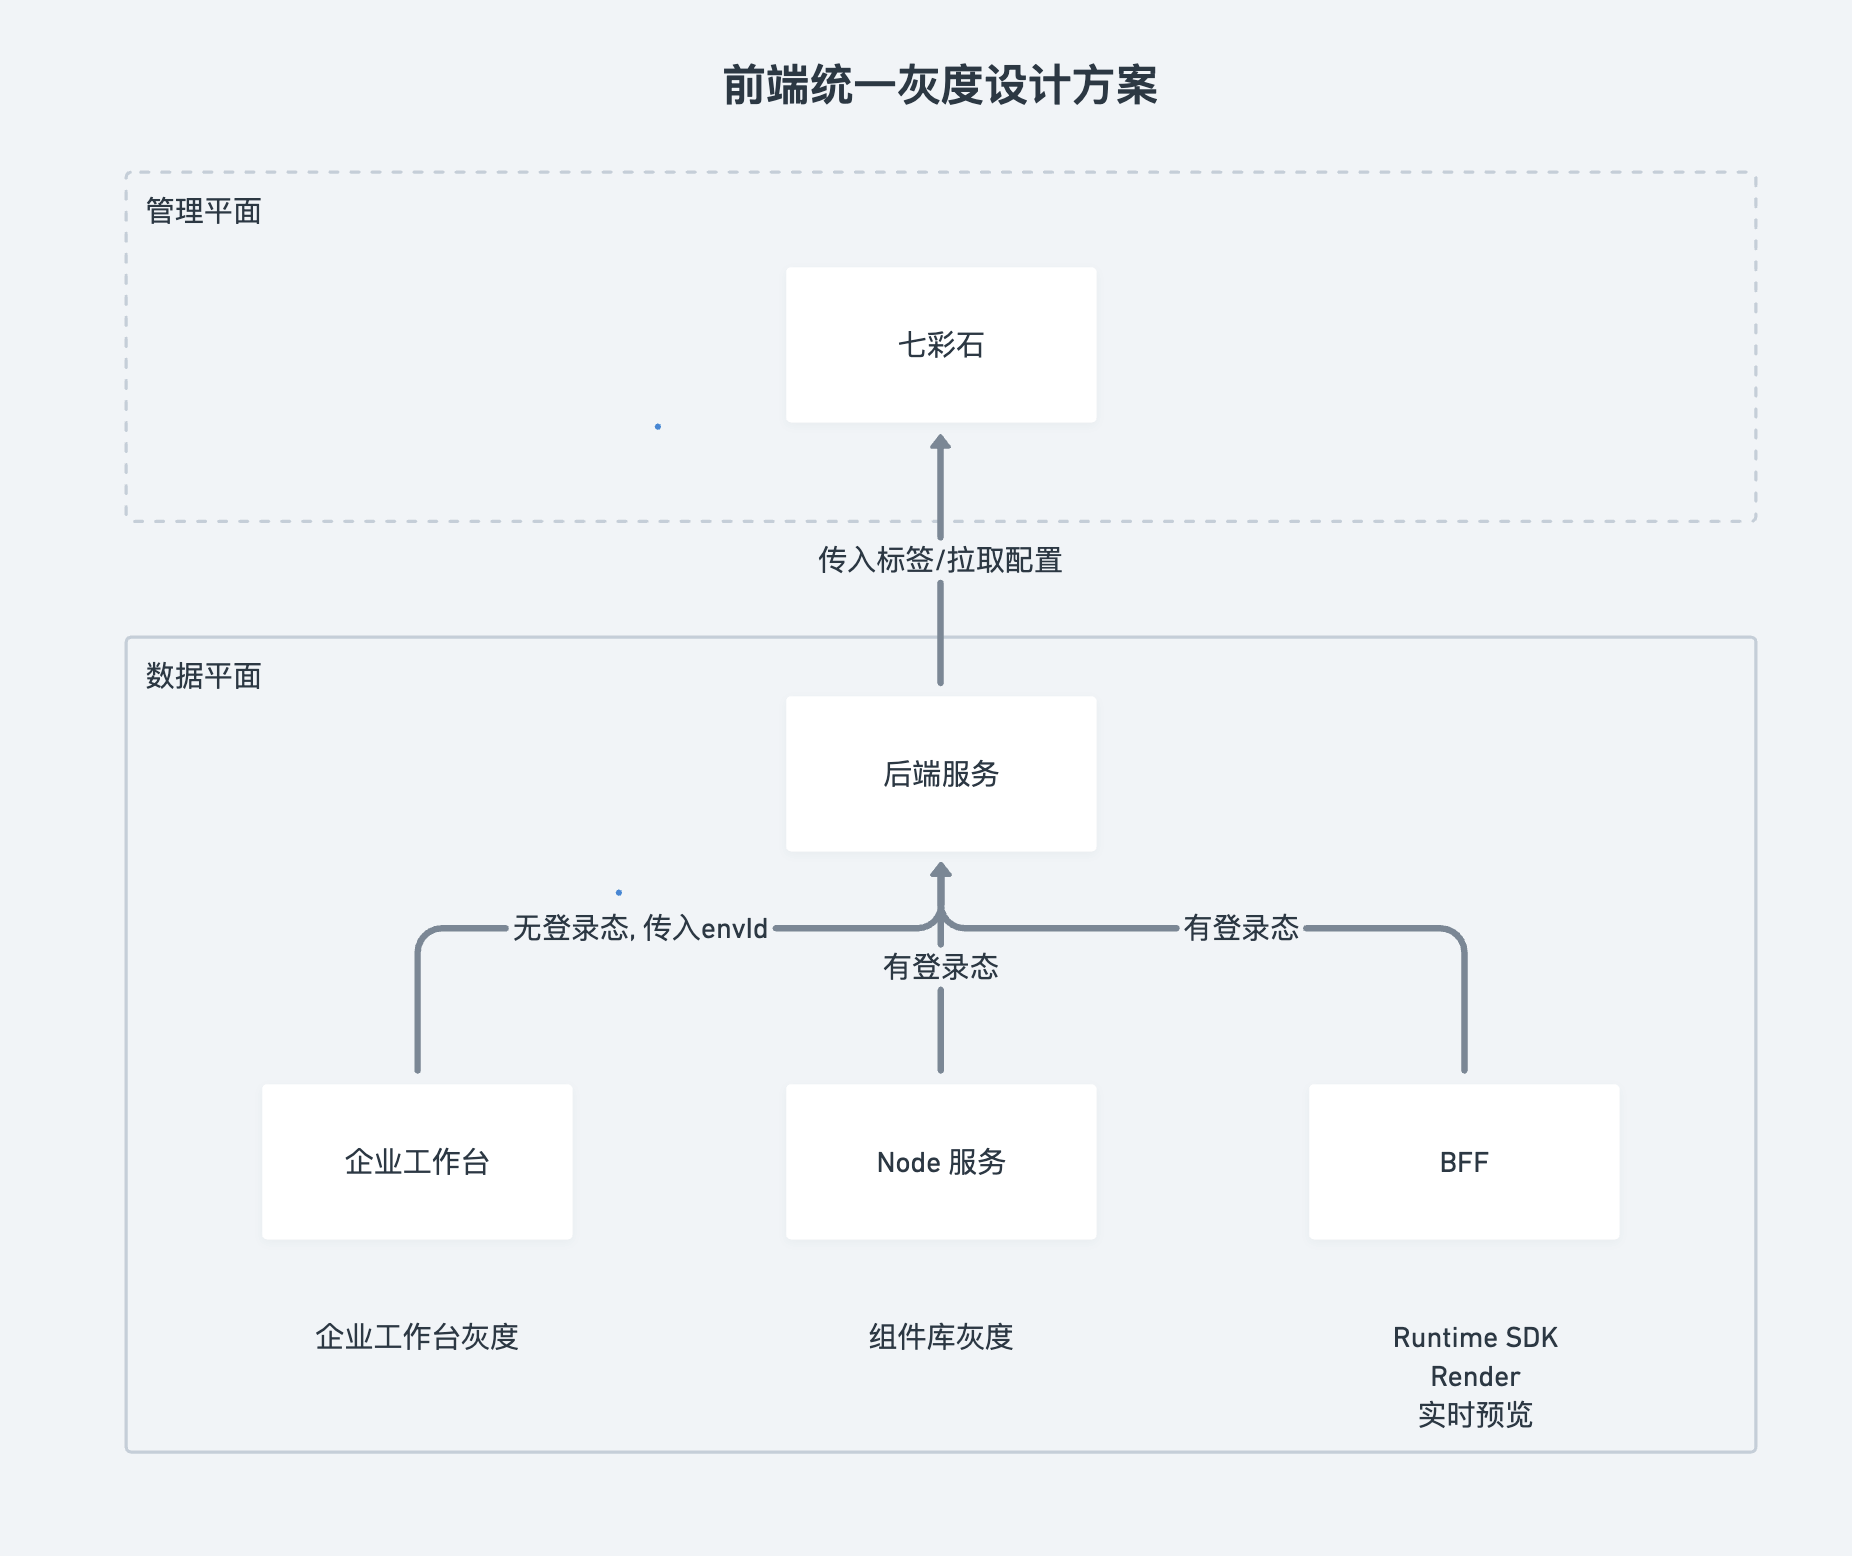 前端统一灰度设计方案
管理平面
七彩石
传入标签/拉取配置
数据平面
后端服务
无登录态, 传入envId
有登录态
有登录态
企业工作台
Node 服务
BFF
企业工作台灰度
组件库灰度
Runtime SDK
Render
实时预览